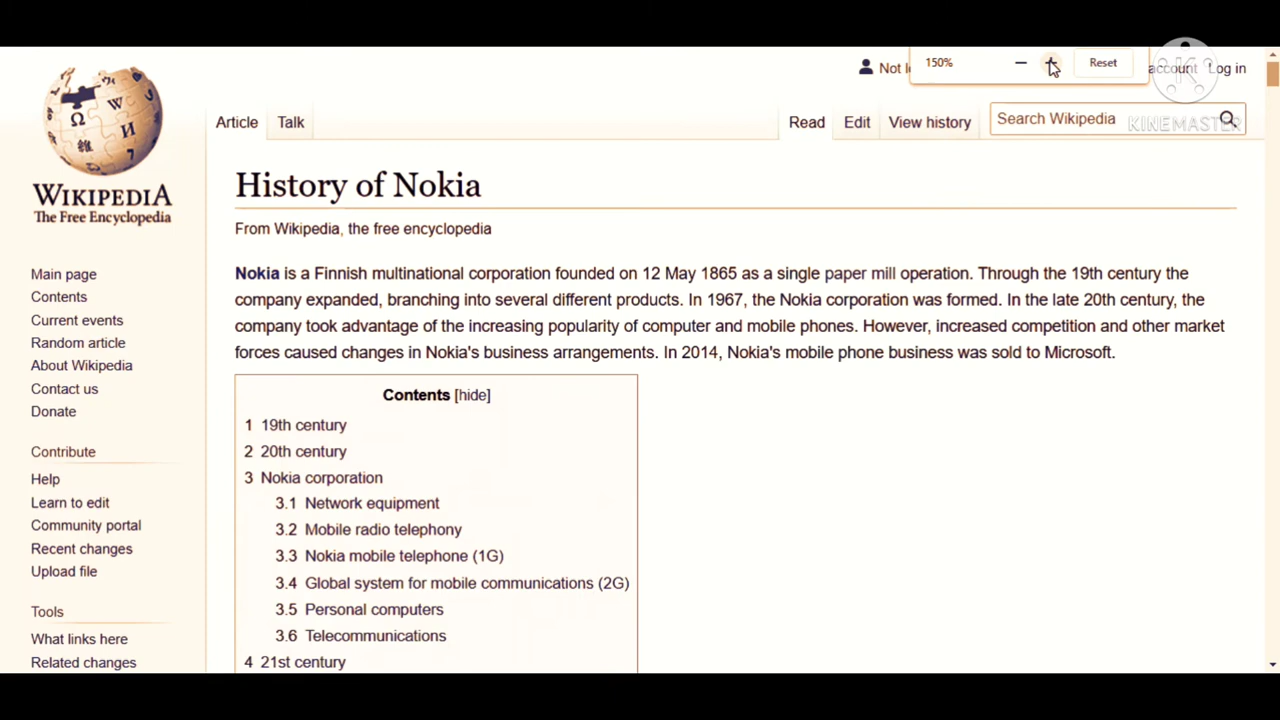 150%
Reset
Not l
account
Log in
KINEMASTER
WIKIPEDIA
The Free Encyclopedia
Article
Talk
Read
Edit
View history
Search Wikipedia
History of Nokia
From Wikipedia, the free encyclopedia
Nokia is a Finnish multinational corporation founded on 12 May 1865 as a single paper mill operation. Through the 19th century the
company expanded, branching into several different products. In 1967, the Nokia corporation was formed. In the late 20th century, the
company took advantage of the increasing popularity of computer and mobile phones. However, increased competition and other market
forces caused changes in Nokia's business arrangements. In 2014, Nokia's mobile phone business was sold to Microsoft.
Contents [hide]
1 19th century
2 20th century
3 Nokia corporation
3.1 Network equipment
3.2 Mobile radio telephony
3.3 Nokia mobile telephone (1G)
3.4 Global system for mobile communications (2G)
3.5 Personal computers
3.6 Telecommunications
4 21st century
Main page
Contents
Current events
Random article
About Wikipedia
Contact us
Donate
Contribute
Help
Learn to edit
Community portal
Recent changes
Upload file
Tools
What links here
Related changes